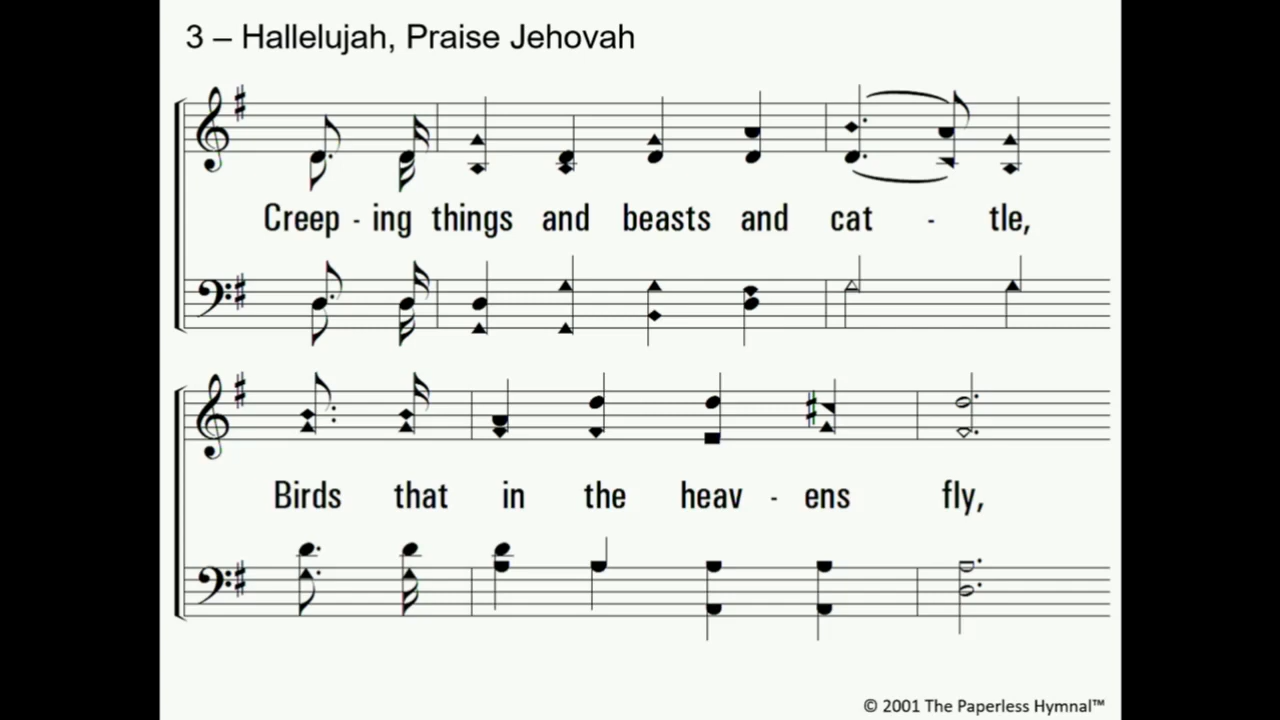 3 – Hallelujah, Praise Jehovah
Creep - ing things and beasts and cat - tle,
Birds that in the heav - ens fly,
© 2001 The Paperless Hymnal™